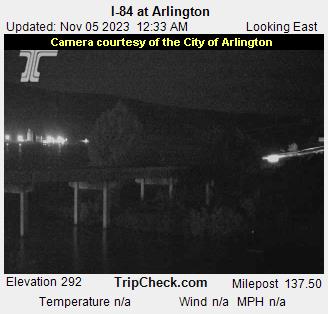 I-84 at Arlington
Updated: Nov 05 2023 12:33 AM Looking East
Camera courtesy of the City of Arlington
Elevation 292 TripCheck.com Milepost 137.50
Temperature n/a Wind n/a MPH n/a